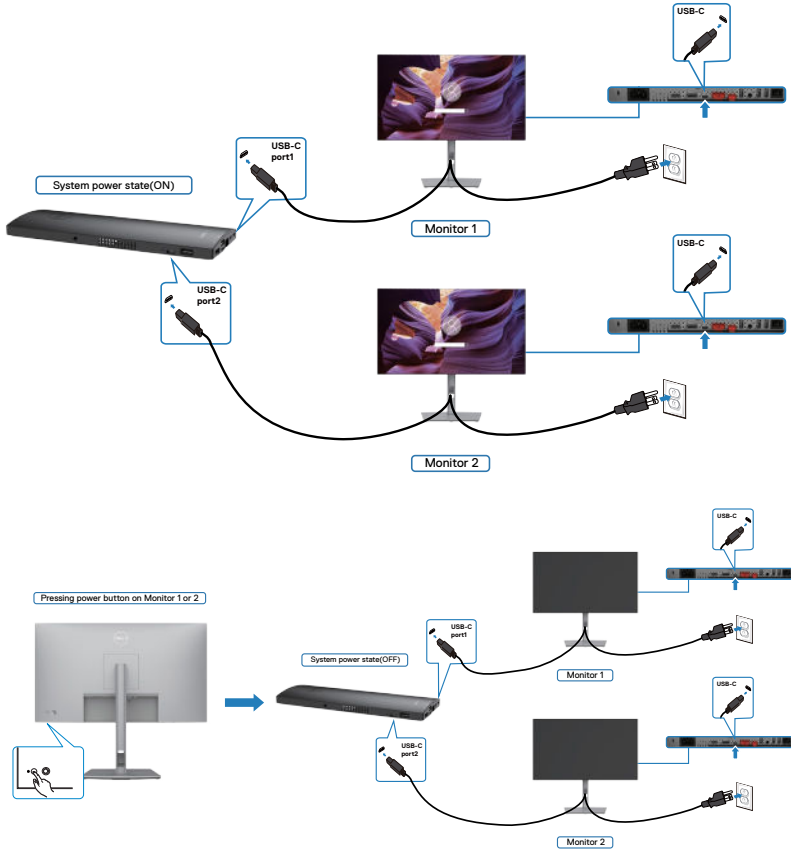 USB-C
USB-C
port1
System power state(ON)
Monitor 1
USB-C
USB-C
port2
Monitor 2
USB-C
Pressing power button on Monitor 1 or 2
USB-C
port1
System power state(OFF)
Monitor 1
USB-C
USB-C
port2
Monitor 2